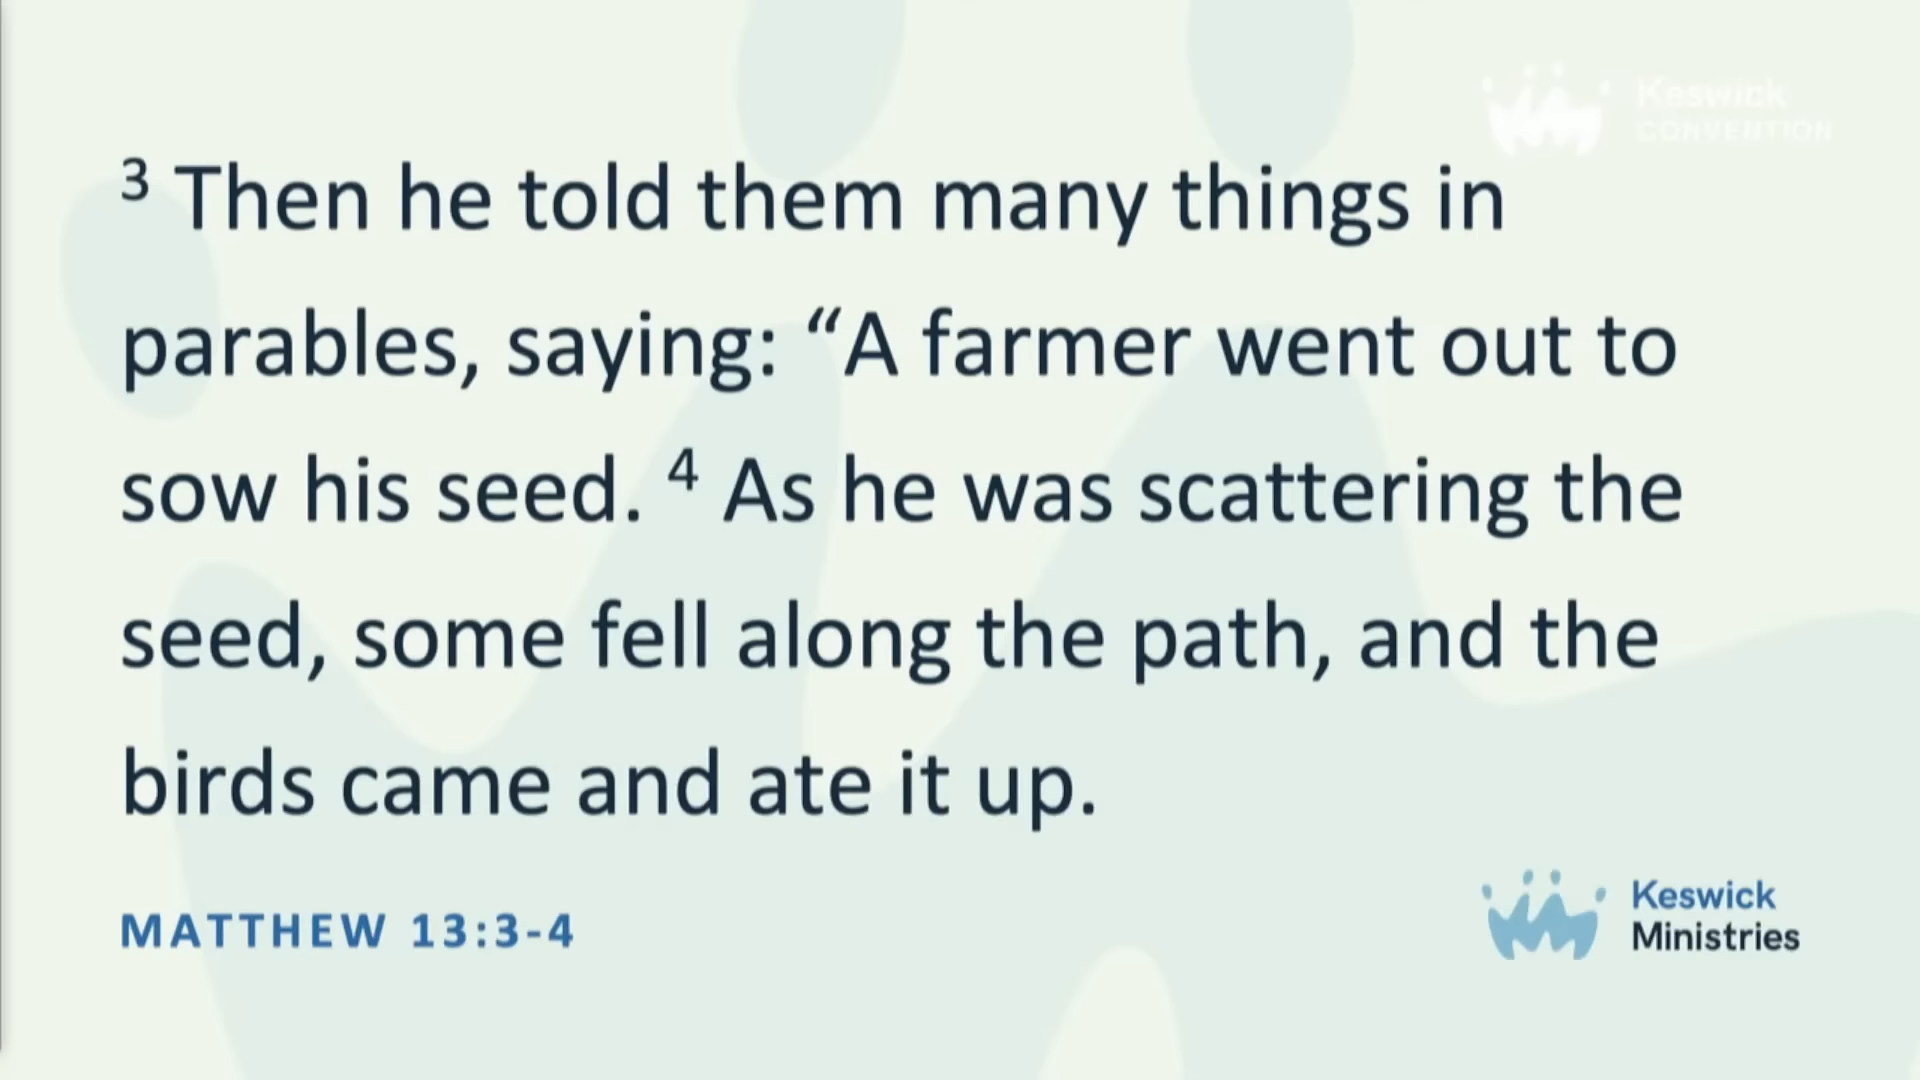 Keswick
CONVENTION
3 Then he told them many things in
parables, saying: “A farmer went out to
sow his seed. 4 As he was scattering the
seed, some fell along the path, and the
birds came and ate it up.
MATTHEW 13:3-4
Keswick
Ministries